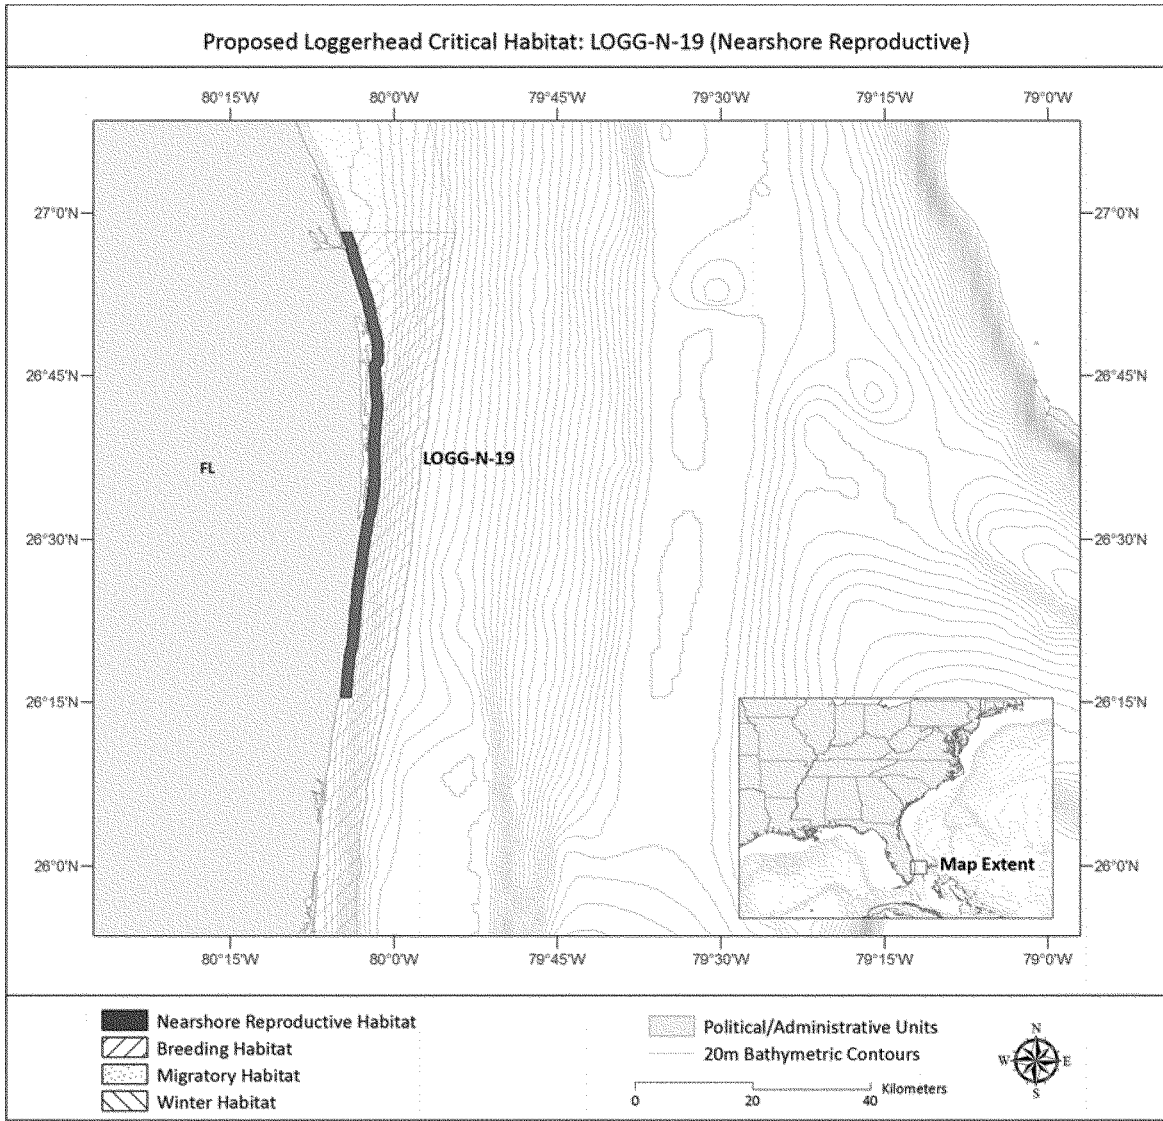 Proposed Loggerhead Critical Habitat: LOGG-N-19 (Nearshore Reproductive)
80°15'W 80°0'W 79°45'W 79°30'W 79°15'W 79°0'W
27°0'N 27°0'N
26°45'N 26°45'N
LOGG-N-19
FL
26°30'N 26°30'N
26°15'N 26°15'N
26°0'N Map Extent 26°0'N
80°15'W 80°0'W 79°45'W 79°30'W 79°15'W 79°0'W
Nearshore Reproductive Habitat
Breeding Habitat
Migratory Habitat
Winter Habitat
Political/Administrative Units
20m Bathymetric Contours
Kilometers
0 20 40
N
W E
S